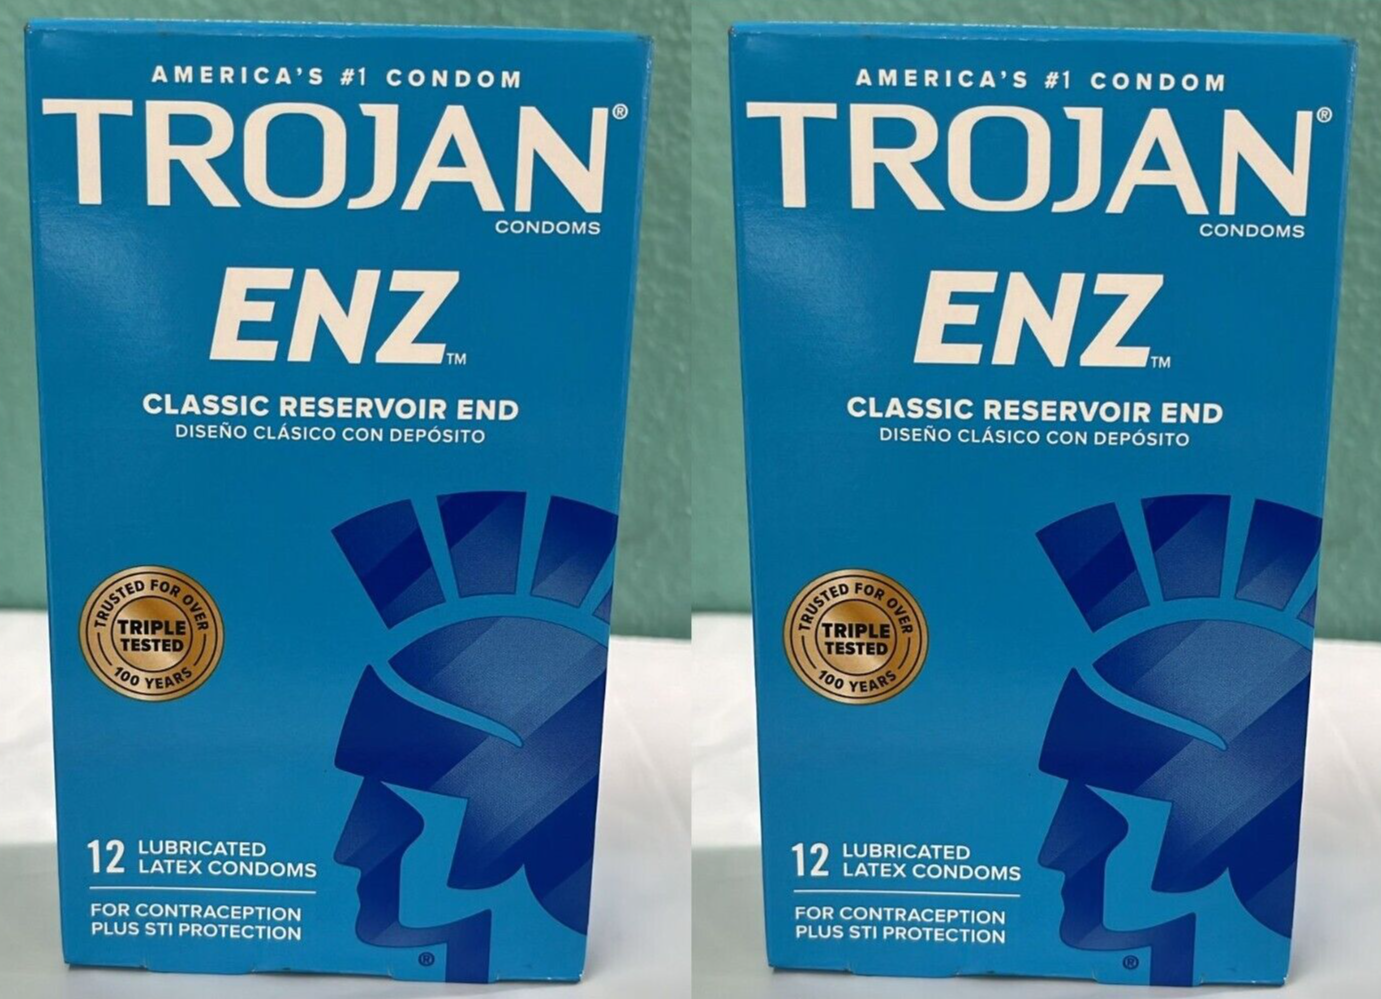 AMERICA'S #1 CONDOM
TROJAN®
CONDOMS
ENZ™
CLASSIC RESERVOIR END
DISEÑO CLÁSICO CON DEPÓSITO
TRUSTED FOR OVER
TRIPLE
TESTED
100 YEARS
12 LUBRICATED
LATEX CONDOMS
FOR CONTRACEPTION
PLUS STI PROTECTION
®
AMERICA'S #1 CONDOM
TROJAN®
CONDOMS
ENZ™
CLASSIC RESERVOIR END
DISEÑO CLÁSICO CON DEPÓSITO
TRUSTED FOR OVER
TRIPLE
TESTED
100 YEARS
12 LUBRICATED
LATEX CONDOMS
FOR CONTRACEPTION
PLUS STI PROTECTION
®